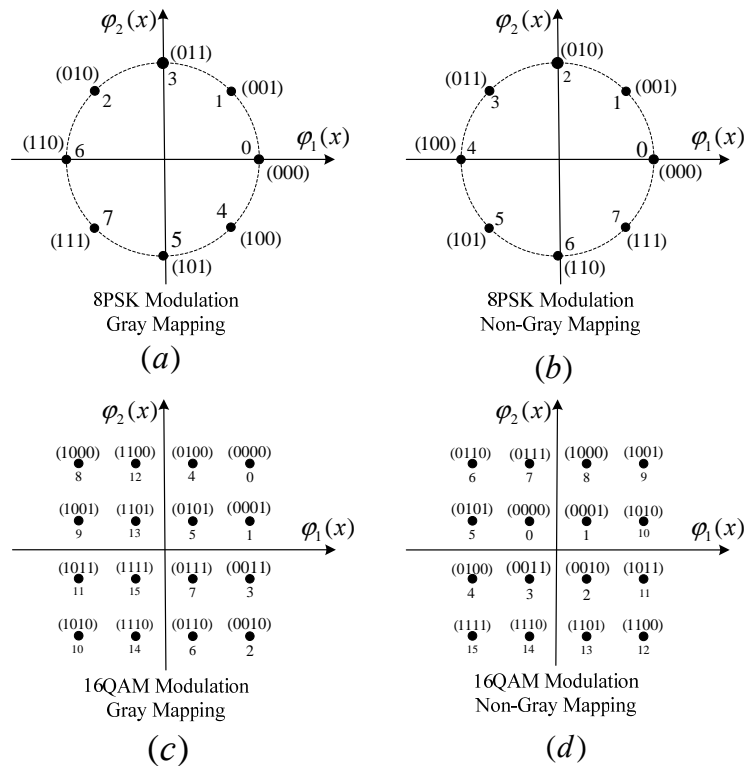 φ₂(x)
(011)
3
(010)
2
(001)
1
(110)
6
0
φ₁(x)
(000)
7
(111)
4
(100)
5
(101)
8PSK Modulation
Gray Mapping
(a)
φ₂(x)
(010)
2
(011)
3
(001)
1
(100)
4
0
φ₁(x)
(000)
5
(101)
7
(111)
6
(110)
8PSK Modulation
Non-Gray Mapping
(b)
φ₂(x)
(1000) (1100) (0100) (0000)
8 12 4 0
(1001) (1101) (0101) (0001)
9 13 5 1
φ₁(x)
(1011) (1111) (0111) (0011)
11 15 7 3
(1010) (1110) (0110) (0010)
10 14 6 2
16QAM Modulation
Gray Mapping
(c)
φ₂(x)
(0110) (0111) (1000) (1001)
6 7 8 9
(0101) (0000) (0001) (1010)
5 0 1 10
φ₁(x)
(0100) (0011) (0010) (1011)
4 3 2 11
(1111) (1110) (1101) (1100)
15 14 13 12
16QAM Modulation
Non-Gray Mapping
(d)